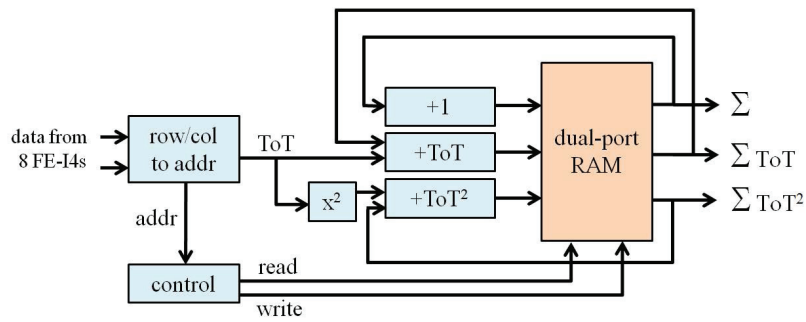 data from
8 FE-I4s
row/col
to addr
ToT
addr
control
read
write
x²
+1
+ToT
+ToT²
dual-port
RAM
∑
∑ ToT
∑ ToT²